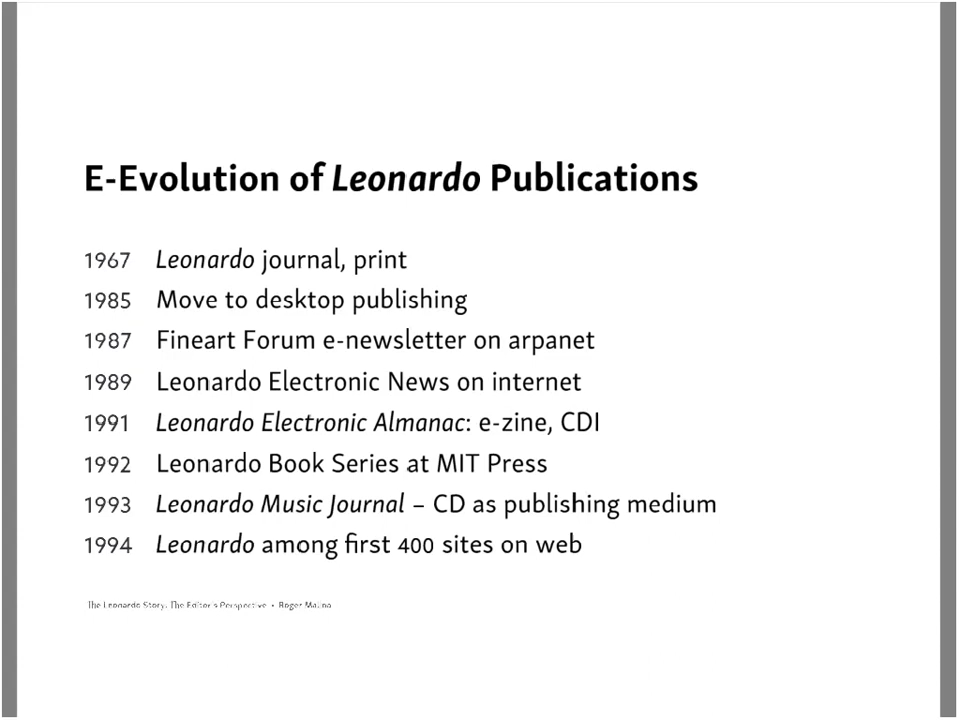 E-Evolution of Leonardo Publications
1967 Leonardo journal, print
1985 Move to desktop publishing
1987 Fineart Forum e-newsletter on arpanet
1989 Leonardo Electronic News on internet
1991 Leonardo Electronic Almanac: e-zine, CDI
1992 Leonardo Book Series at MIT Press
1993 Leonardo Music Journal – CD as publishing medium
1994 Leonardo among first 400 sites on web
The Leonardo Story: The Editor's Perspective • Roger Malina